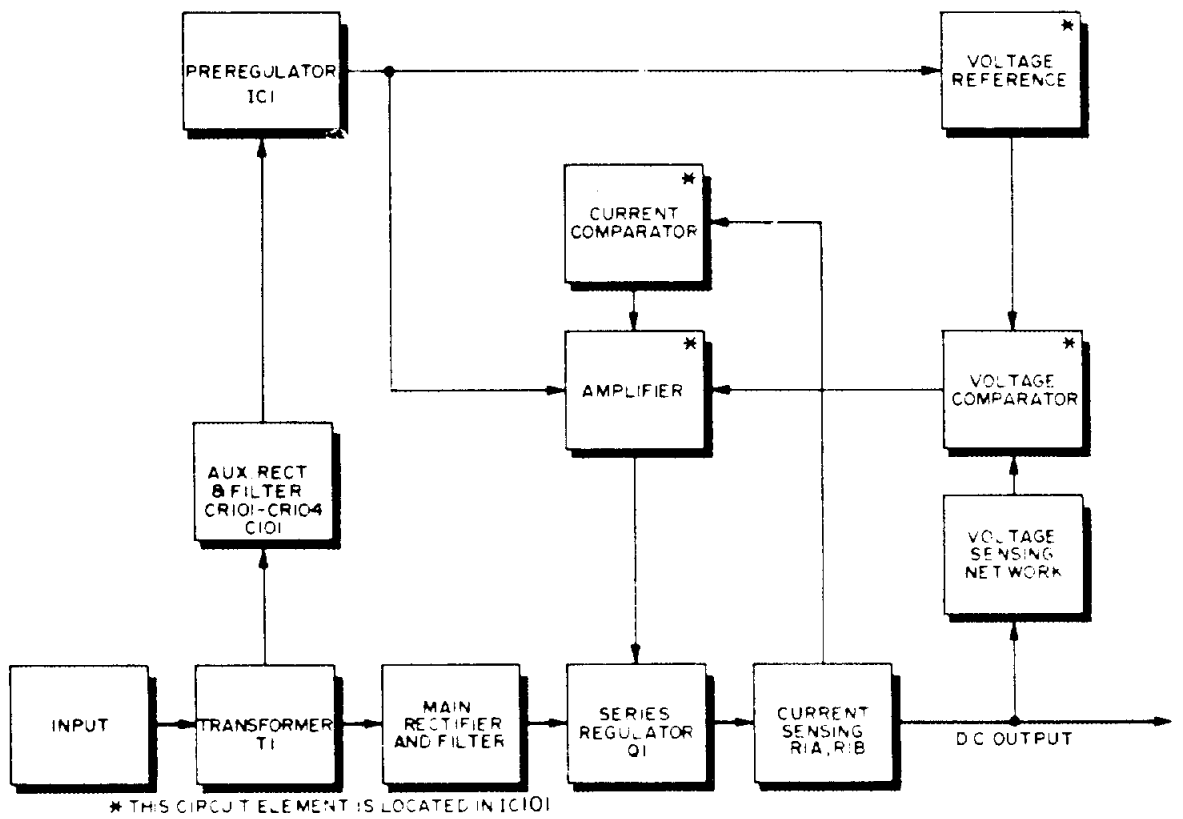 PREREGULATOR
IC1
*
VOLTAGE
REFERENCE
*
CURRENT
COMPARATOR
*
AMPLIFIER
*
VOLTAGE
COMPARATOR
AUX. RECT
& FILTER
CR101-CR104
C101
VOLTAGE
SENSING
NETWORK
INPUT
TRANSFORMER
T1
MAIN
RECTIFIER
AND FILTER
SERIES
REGULATOR
Q1
CURRENT
SENSING
R1A, R1B
DC OUTPUT
* THIS CIRCUIT ELEMENT IS LOCATED IN IC101